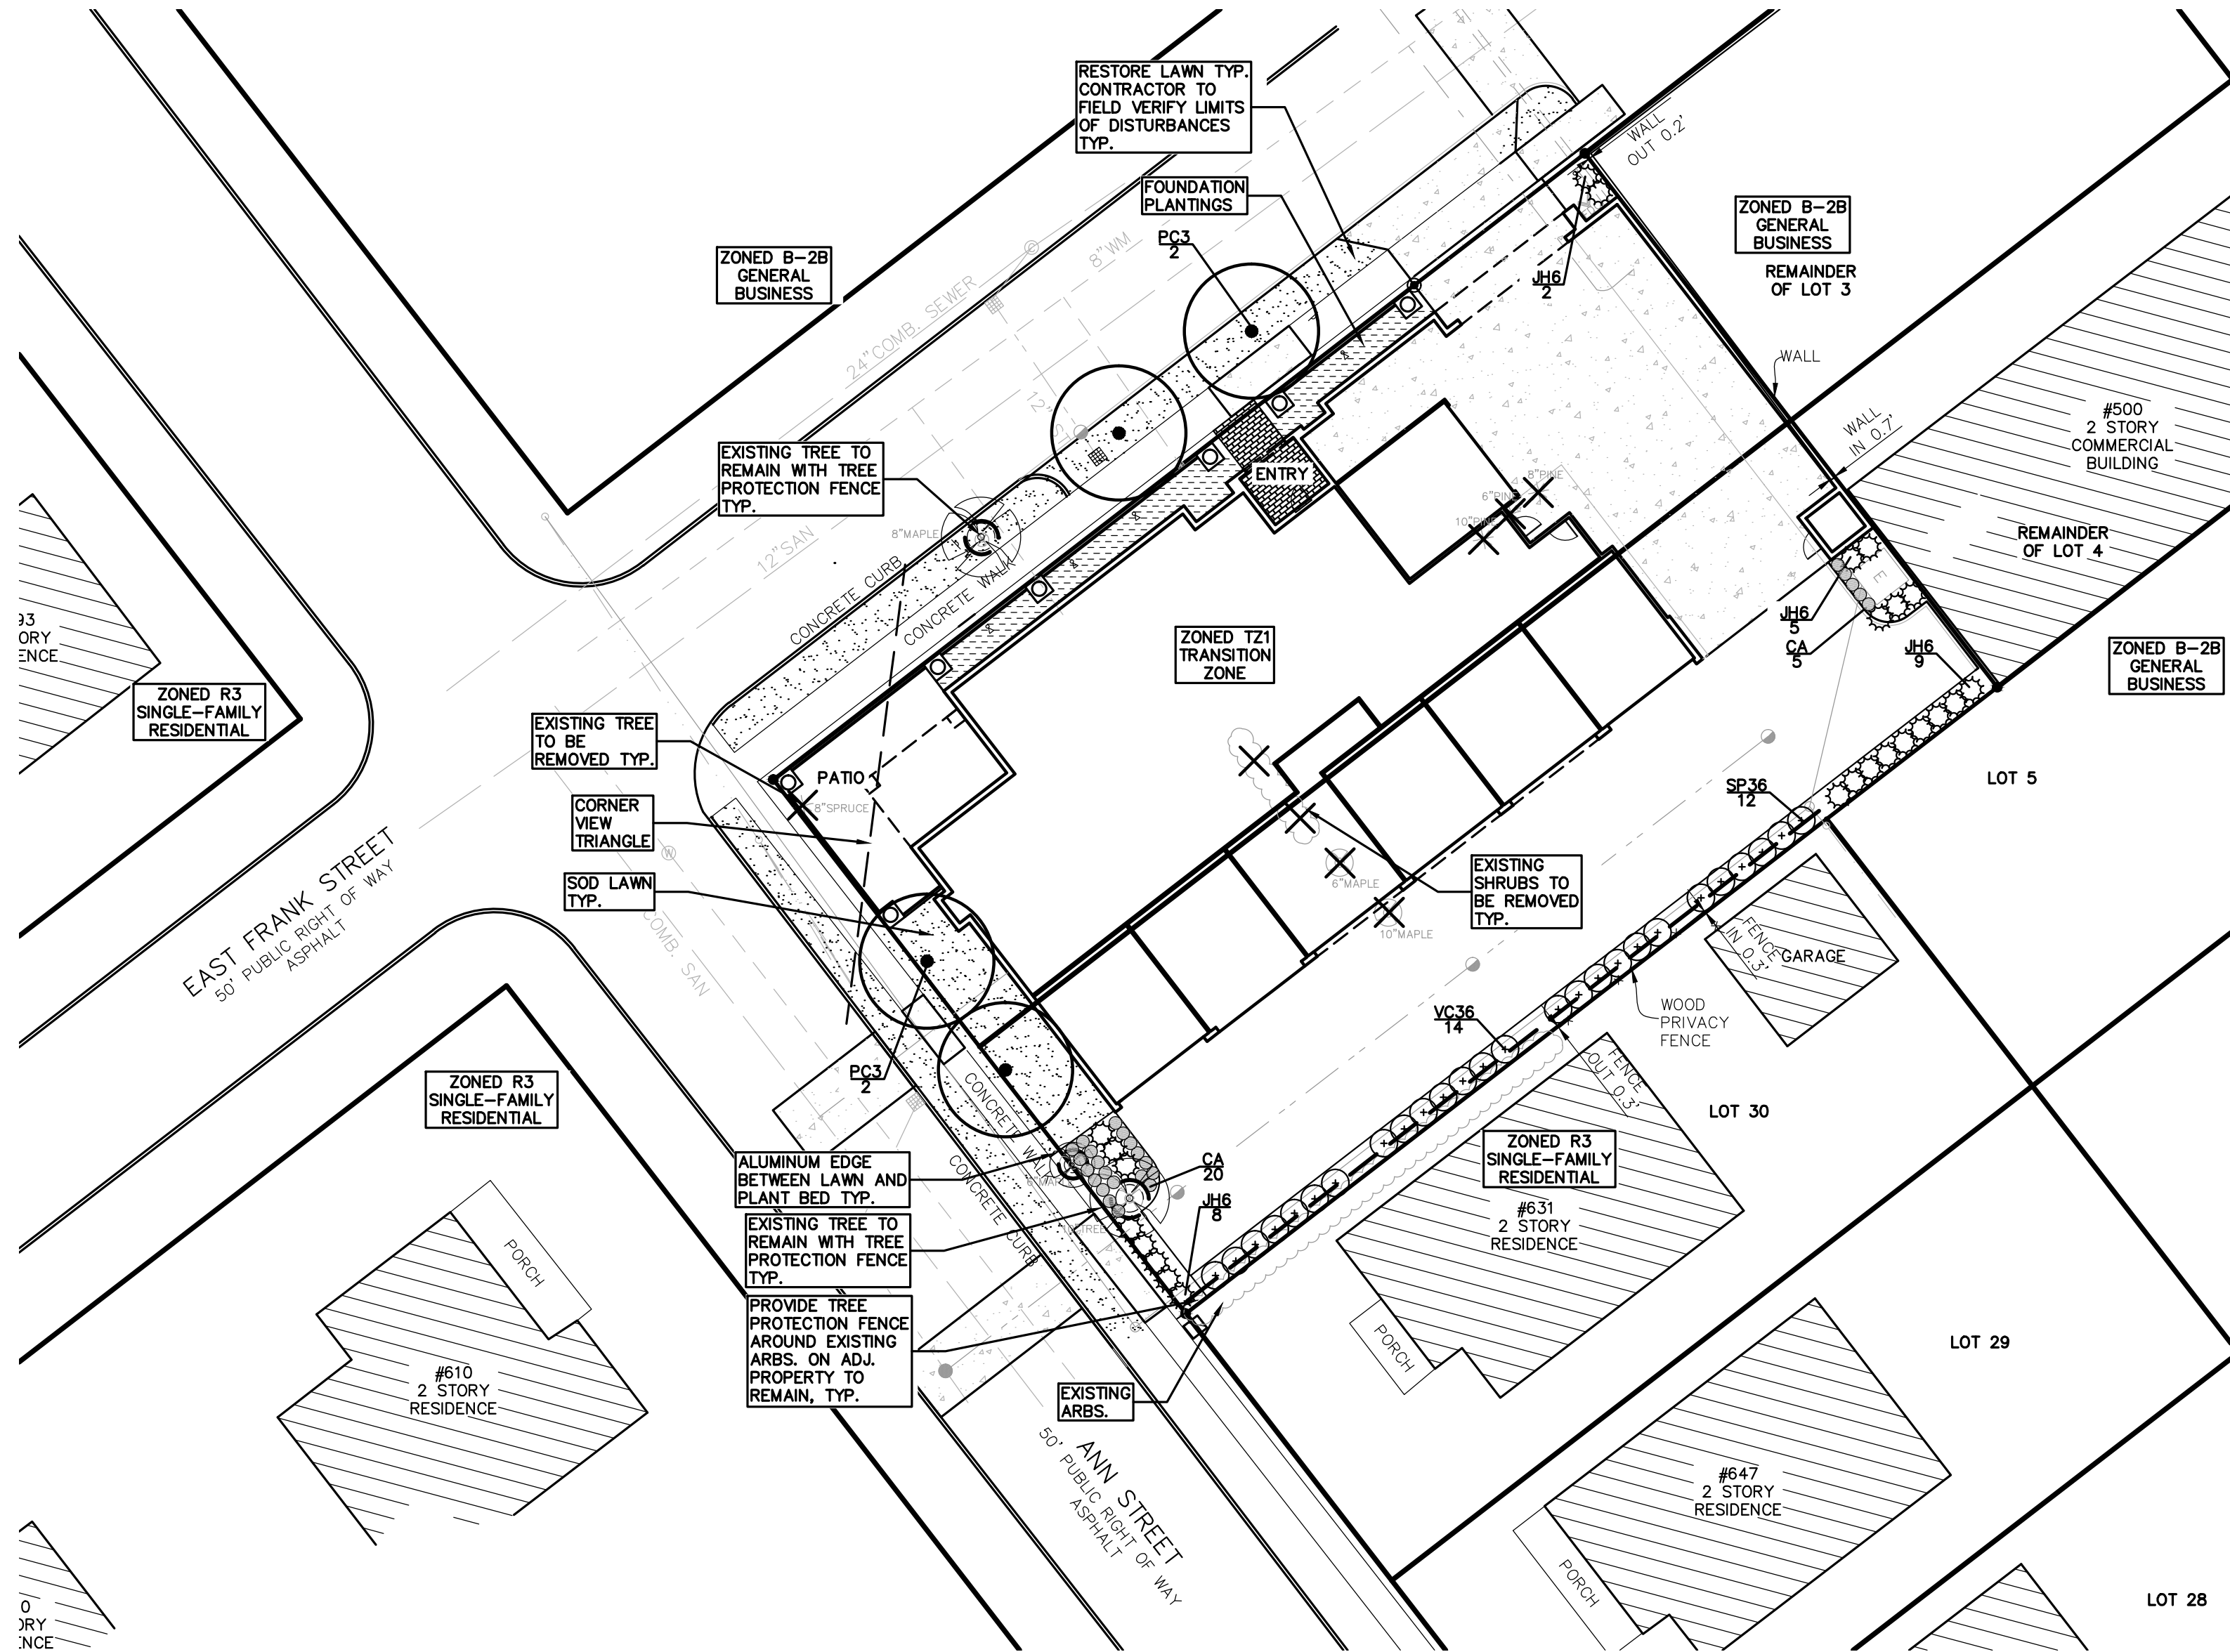 RESTORE LAWN TYP.
CONTRACTOR TO
FIELD VERIFY LIMITS
OF DISTURBANCES
TYP.
WALL
OUT 0.2'
FOUNDATION
PLANTINGS
PC3
2
ZONED B-2B
GENERAL
BUSINESS
REMAINDER
OF LOT 3
ZONED B-2B
GENERAL
BUSINESS
24"COMB. SEWER
8"WM
JH6
2
WALL
12"S
WALL
IN 0.7'
#500
2 STORY
COMMERCIAL
BUILDING
EXISTING TREE TO
REMAIN WITH TREE
PROTECTION FENCE
TYP.
ENTRY
8"PINE
6"PINE
10"PINE
8"MAPLE
12"SAN
REMAINDER
OF LOT 4
CONCRETE CURB
CONCRETE WALK
E
JH6
5
CA
5
JH6
9
ZONED B-2B
GENERAL
BUSINESS
93
ORY
ENCE
ZONED R3
SINGLE-FAMILY
RESIDENTIAL
ZONED TZ1
TRANSITION
ZONE
EXISTING TREE
TO BE
REMOVED TYP.
PATIO
8"SPRUCE
LOT 5
SP36
12
CORNER
VIEW
TRIANGLE
W
SOD LAWN
TYP.
6"MAPLE
10"MAPLE
EXISTING
SHRUBS TO
BE REMOVED
TYP.
EAST FRANK STREET
50' PUBLIC RIGHT OF WAY
ASPHALT
COMB. SAN
FENCE
IN 0.3'
GARAGE
VC36
14
WOOD
PRIVACY
FENCE
PC3
2
ZONED R3
SINGLE-FAMILY
RESIDENTIAL
CONCRETE WALK
FENCE
OUT 0.3'
LOT 30
ZONED R3
SINGLE-FAMILY
RESIDENTIAL
ALUMINUM EDGE
BETWEEN LAWN AND
PLANT BED TYP.
CONCRETE CURB
CA
20
JH6
8
#631
2 STORY
RESIDENCE
EXISTING TREE TO
REMAIN WITH TREE
PROTECTION FENCE
TYP.
PORCH
PROVIDE TREE
PROTECTION FENCE
AROUND EXISTING
ARBS. ON ADJ.
PROPERTY TO
REMAIN, TYP.
PORCH
LOT 29
#610
2 STORY
RESIDENCE
EXISTING
ARBS.
ANN STREET
50' PUBLIC RIGHT OF WAY
ASPHALT
#647
2 STORY
RESIDENCE
PORCH
LOT 28
0
ORY
ENCE